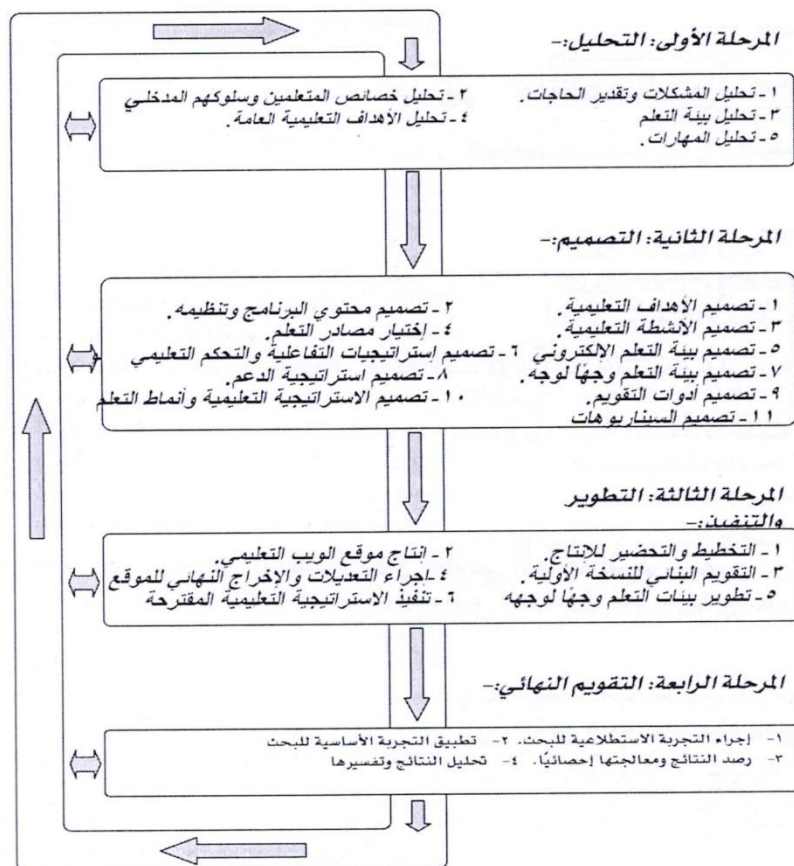 المرحلة الأولى: التحليل:-
١- تحليل المشكلات وتقدير الحاجات. ٢- تحليل خصائص المتعلمين وسلوكهم المدخلي
٣- تحليل بيئة التعلم ٤- تحليل الأهداف التعليمية العامة.
٥- تحليل المهارات.
المرحلة الثانية: التصميم:-
١- تصميم الأهداف التعليمية. ٢- تصميم محتوي البرنامج وتنظيمه.
٣- تصميم الأنشطة التعليمية. ٤- إختيار مصادر التعلم.
٥- تصميم بيئة التعلم الإلكتروني ٦- تصميم إستراتيجيات التفاعلية والتحكم التعليمي
٧- تصميم بيئة التعلم وجهًا لوجه. ٨- تصميم استراتيجية الدعم.
٩- تصميم أدوات التقويم. ١٠- تصميم الاستراتيجية التعليمية وأنماط التعلم
١١- تصميم السيناريوهات
المرحلة الثالثة: التطوير
والتنفيذ:-
١- التخطيط والتحضير للإنتاج. ٢- إنتاج موقع الويب التعليمي.
٣- التقويم البنائي للنسخة الأولية. ٤- إجراء التعديلات والإخراج النهائي للموقع
٥- تطوير بيئات التعلم وجهًا لوجهه ٦- تنفيذ الاستراتيجية التعليمية المقترحة
المرحلة الرابعة: التقويم النهائي:-
١- إجراء التجربة الاستطلاعية للبحث. ٢- تطبيق التجربة الأساسية للبحث
٣- رصد النتائج ومعالجتها إحصائيًا. ٤- تحليل النتائج وتفسيرها